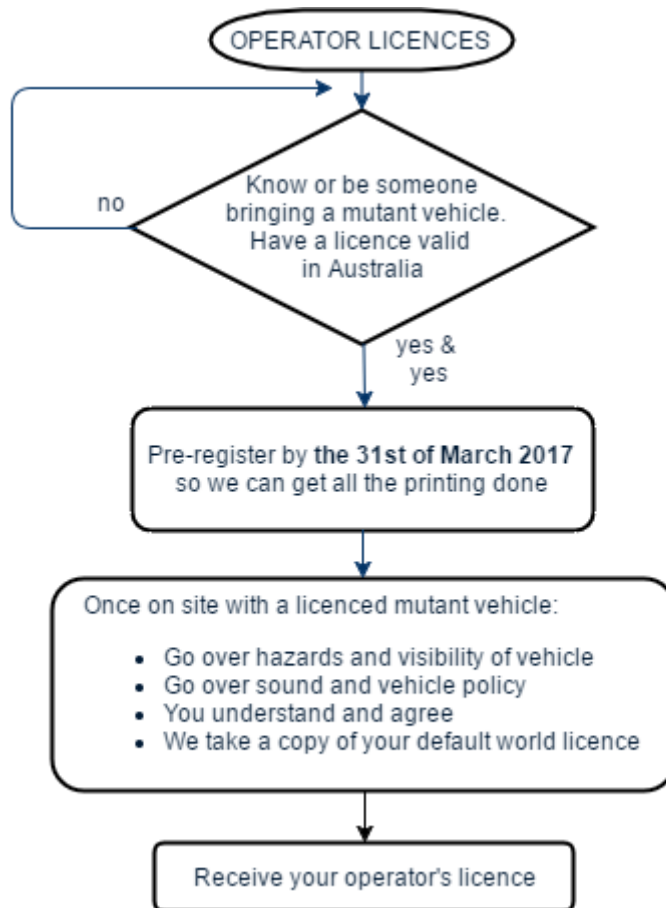 OPERATOR LICENCES
Know or be someone
bringing a mutant vehicle.
Have a licence valid
in Australia
no
yes &
yes
Pre-register by the 31st of March 2017
so we can get all the printing done
Once on site with a licenced mutant vehicle:
• Go over hazards and visibility of vehicle
• Go over sound and vehicle policy
• You understand and agree
• We take a copy of your default world licence
Receive your operator's licence